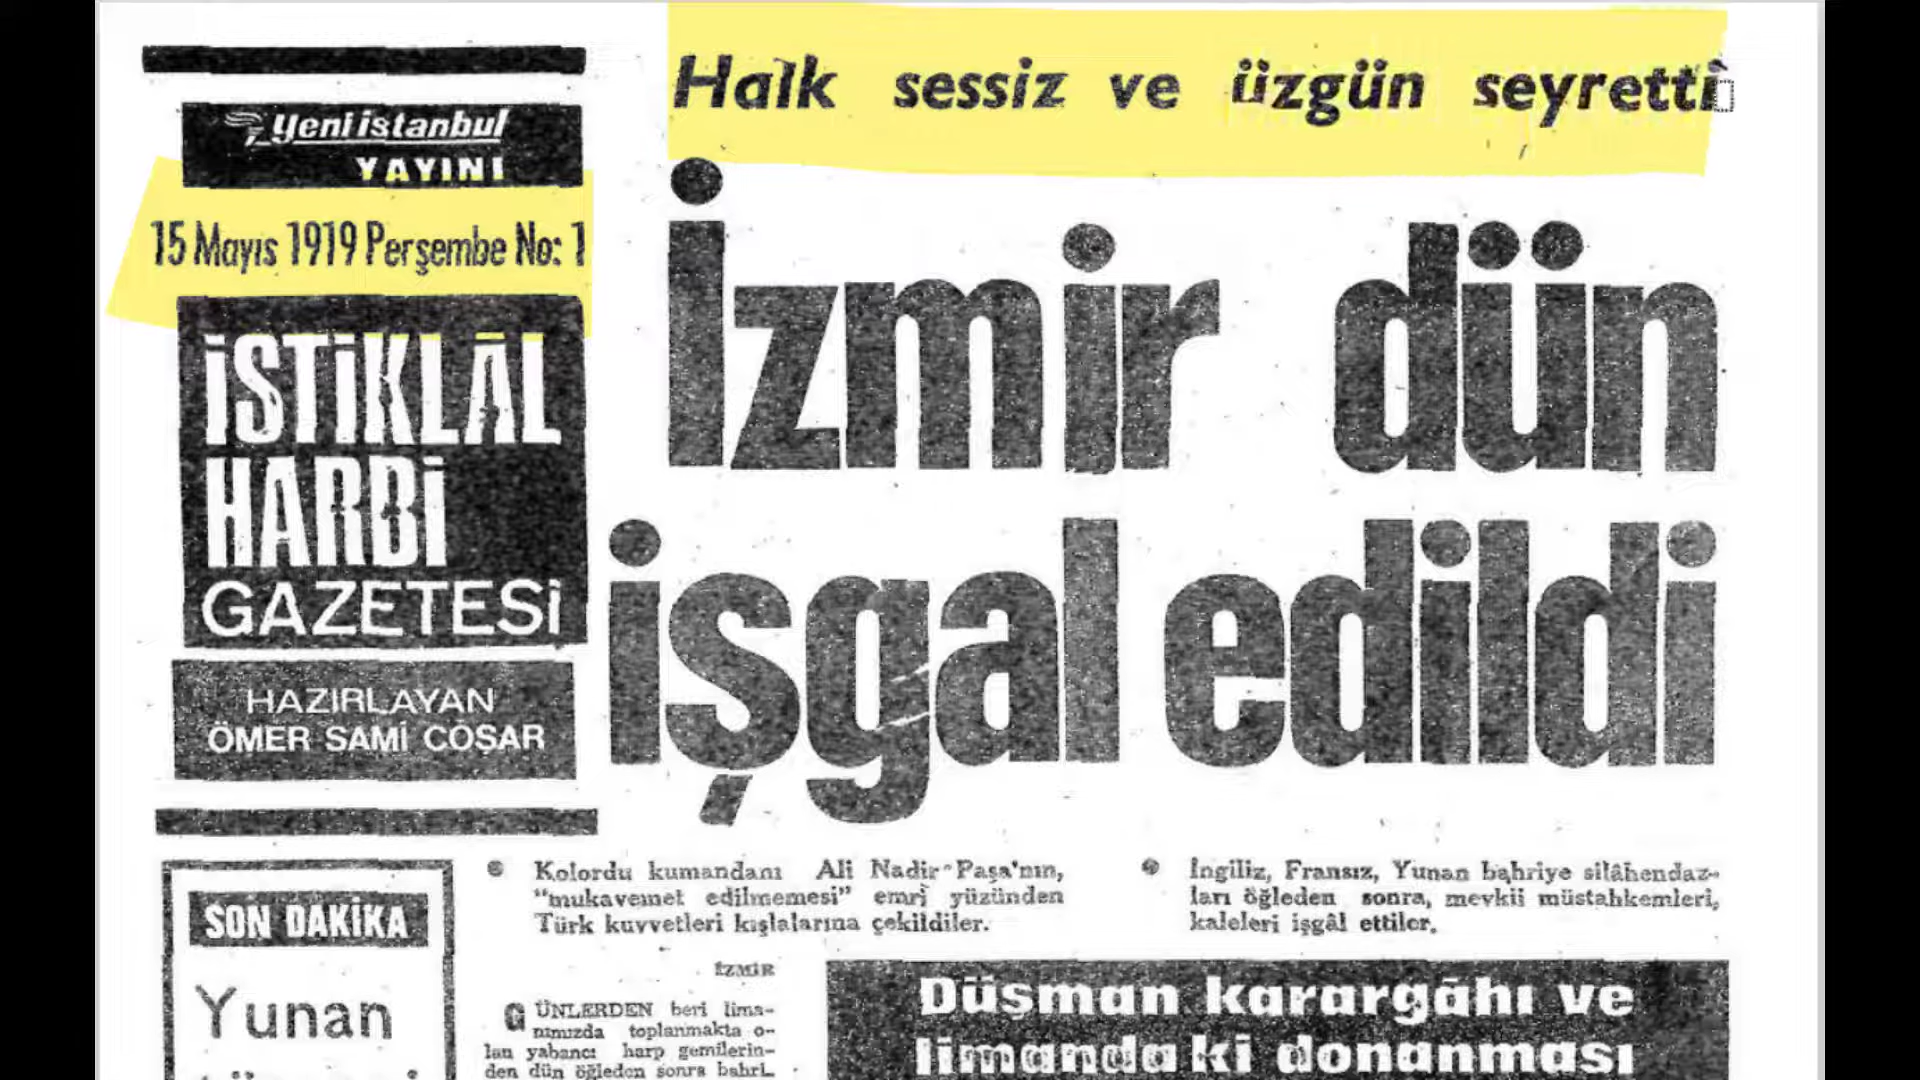 Halk sessiz ve üzgün seyretti
yeni istanbul
YAYINI
15 Mayıs 1919 Perşembe No: 1
İSTİKLÂL
HARBİ
GAZETESİ
HAZIRLAYAN
ÖMER SAMİ COŞAR
İzmir dün
işgal edildi
Kolordu kumandanı Ali Nadir Paşa'nın,
"mukavemet edilmemesi" emri yüzünden
Türk kuvvetleri kışlalarına çekildiler.
İngiliz, Fransız, Yunan bahriye silâhendaz-
ları öğleden sonra, mevkii müstahkemleri,
kaleleri işgâl ettiler.
SON DAKİKA
Yunan
İZMİR
GÜNLERDEN beri lima-
nımızda toplanmakta o-
lan yabancı harp gemilerin-
den dün öğleden sonra bahri-
Düşman karargâhı ve
limandaki donanması